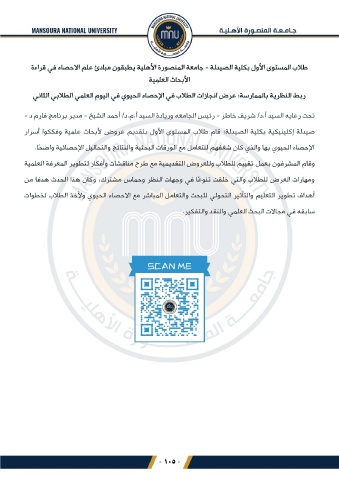 MANSOURA NATIONAL UNIVERSITY
جامعة المنصورة الأهلية
طلاب المستوى الأول بكلية الصيدلة - جامعة المنصورة الأهلية يطبقون مبادئ علم الاحصاء في قراءة
الأبحاث العلمية
ربط النظرية بالممارسة: عرض انجازات الطلاب في الإحصاء الحيوي في اليوم العلمي الطلابي الثاني
تحت رعاية السيد أ.د/ شريف خاطر - رئيس الجامعة وريادة السيد أ.م.د/ أحمد الشيخ - مدير برنامج فارم د -
صيدلة إكلينيكية بكلية الصيدلة: قام طلاب المستوى الأول بتقديم عروض لأبحاث علمية وفككوا أسرار
الإحصاء الحيوي بها والذي كان شغفهم للتعامل مع الورقات البحثية والنتائج والتحاليل الإحصائية واضحًا.
وقام المشرفون بعمل تقييم للطلاب وللعروض التقديمية مع طرح مناقشات وأفكار لتطوير المعرفة العلمية
ومهارات العرض للطلاب والتي خلقت تنوعًا في وجهات النظر وحماس مشترك، وكان هذا الحدث هدفا من
أهداف تطوير التعليم والتأثير التحولي للبحث والتعامل المباشر مع الاحصاء الحيوي وأخذ الطلاب لخطوات
سابقه في مجالات البحث العلمي والنقد والتفكير.
SCAN ME
- ١٠٥ -